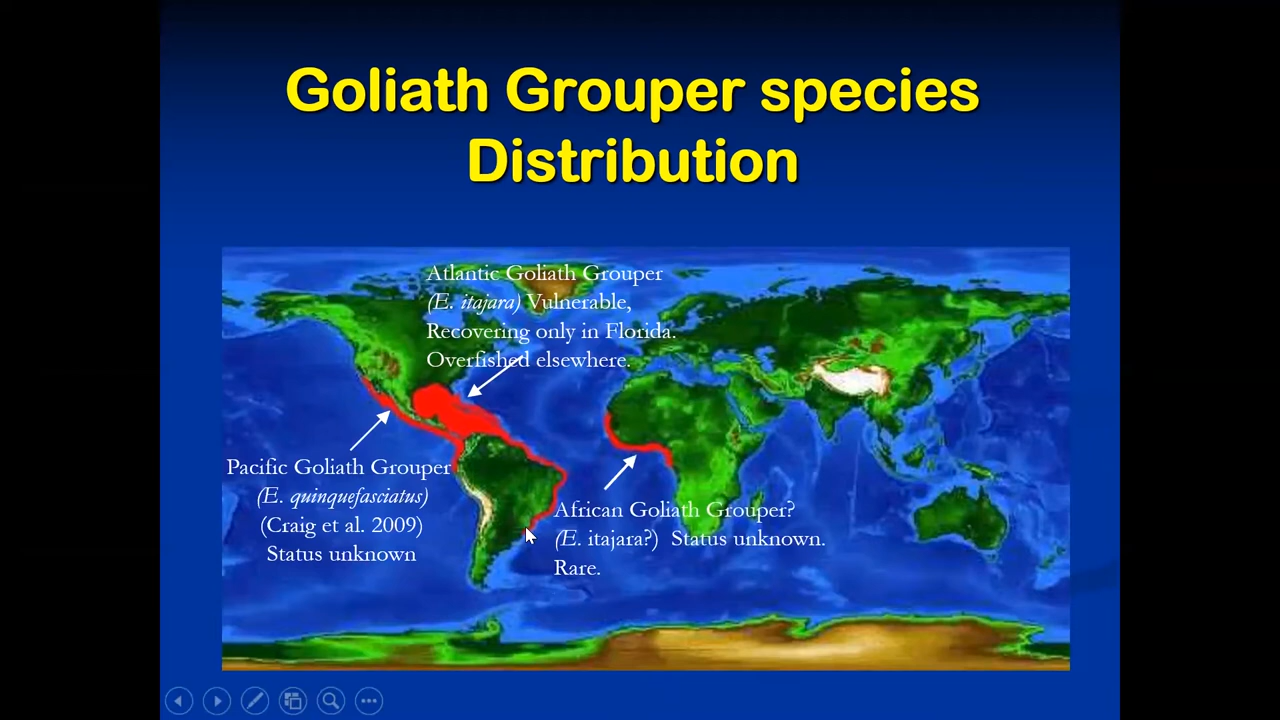 Goliath Grouper species
Distribution
Atlantic Goliath Grouper
(E. itajara) Vulnerable,
Recovering only in Florida.
Overfished elsewhere.
Pacific Goliath Grouper
(E. quinquefasciatus)
(Craig et al. 2009)
Status unknown
African Goliath Grouper?
(E. itajara?)  Status unknown.
Rare.